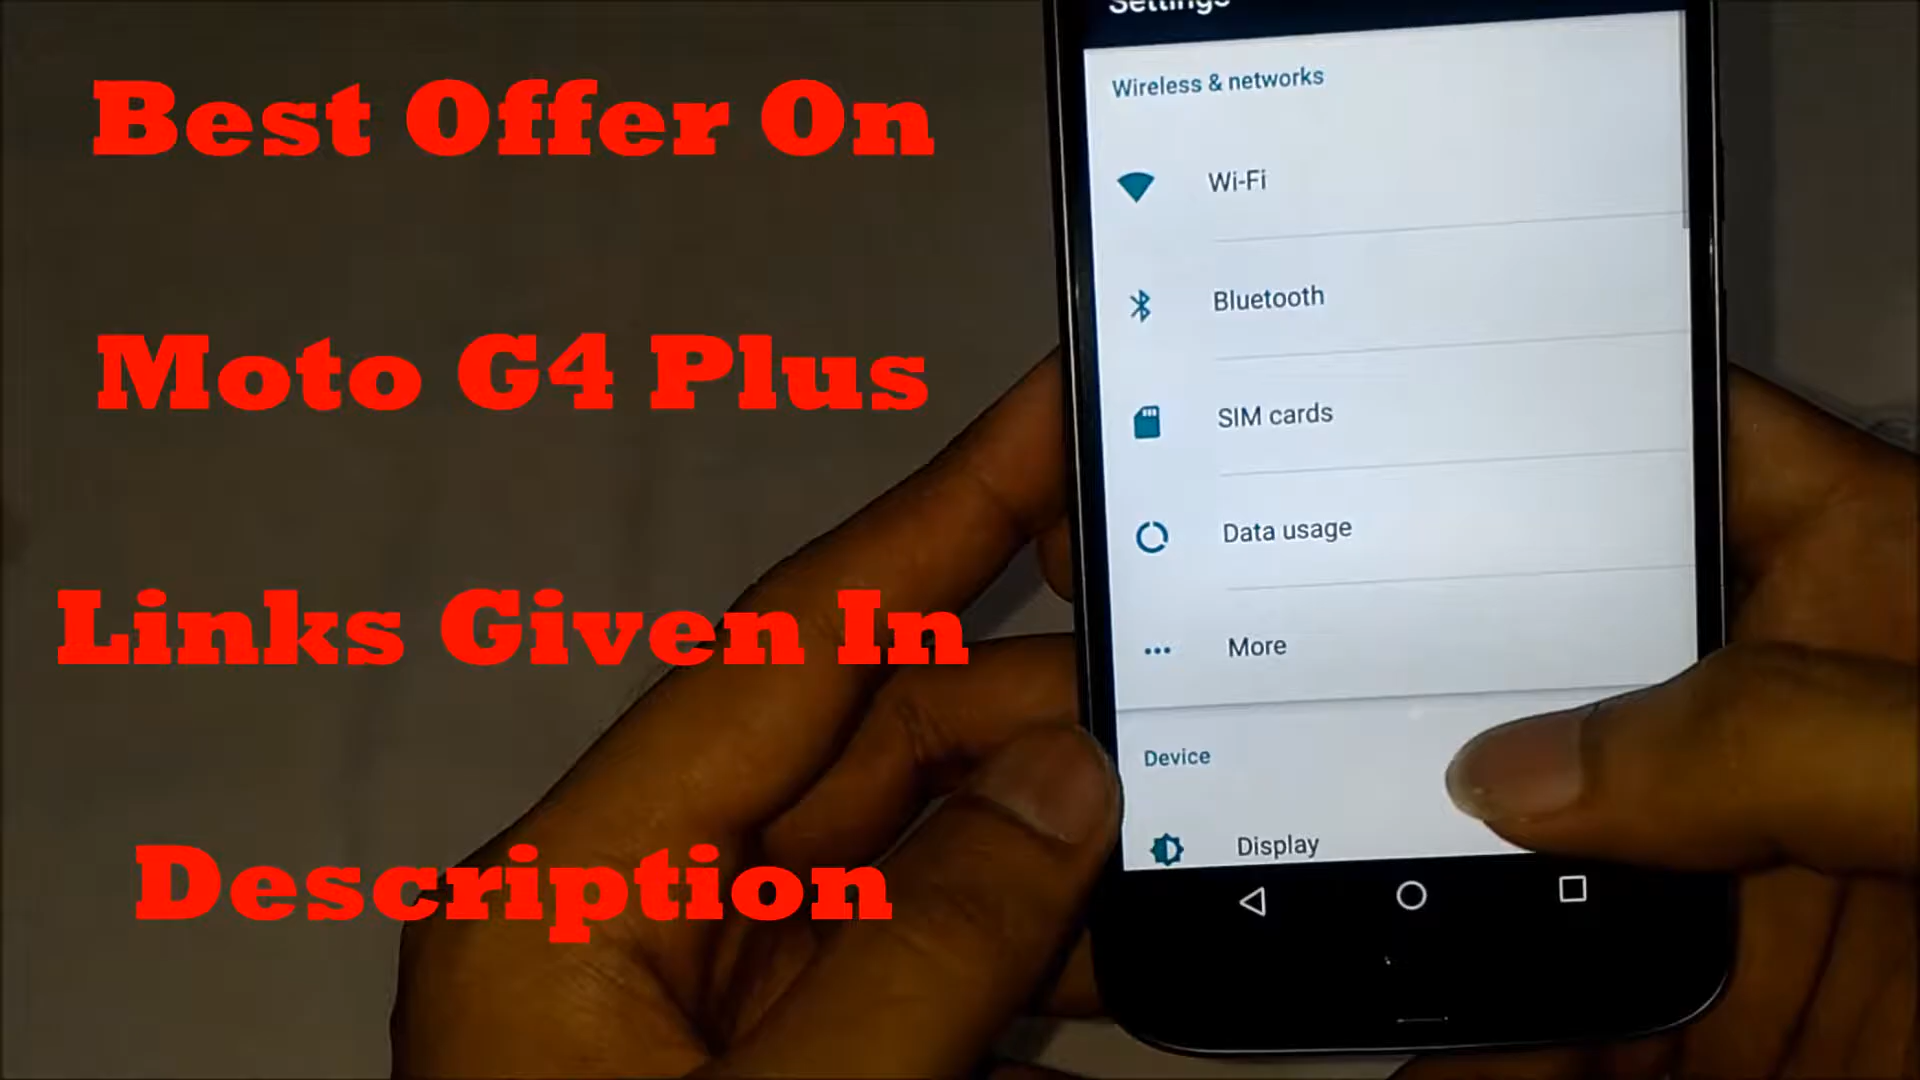 Best Offer On
Moto G4 Plus
Links Given In
Description
Settings
Wireless & networks
Wi-Fi
Bluetooth
SIM cards
Data usage
More
Device
Display